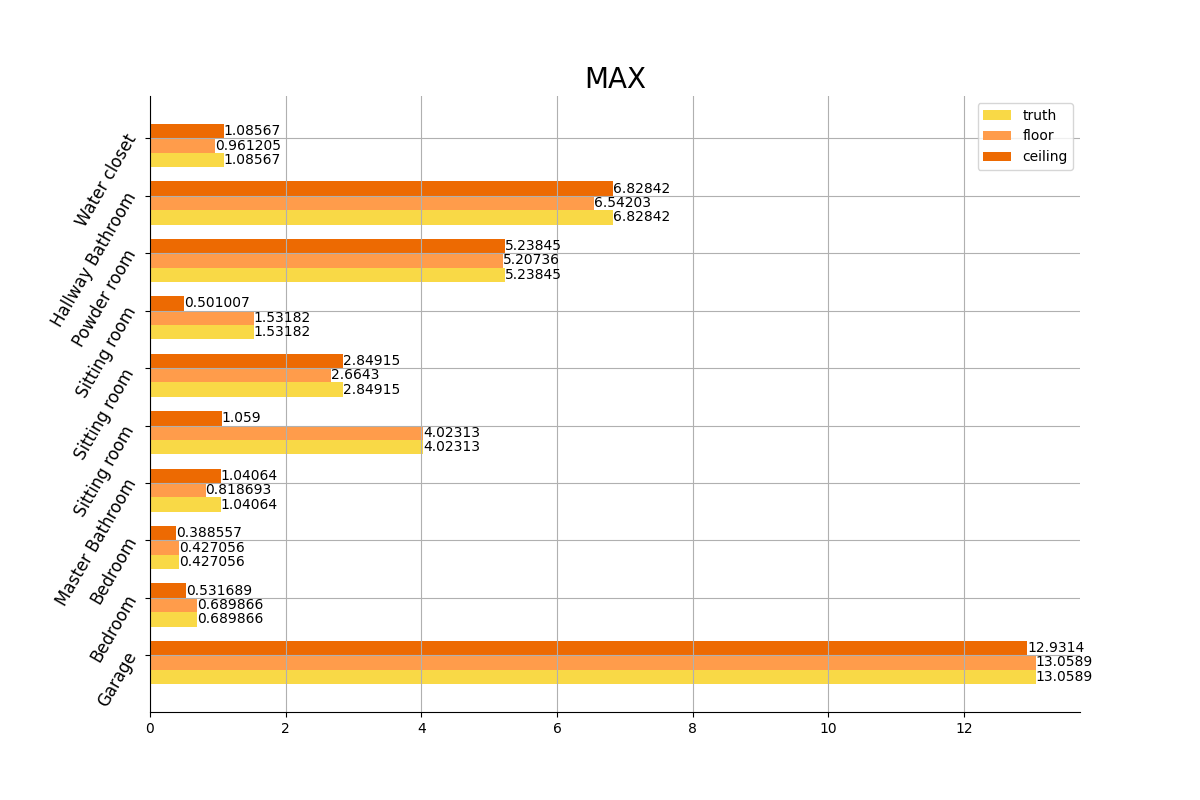 MAX
truth
floor
ceiling
Water closet
1.08567
0.961205
1.08567
Hallway Bathroom
6.82842
6.54203
6.82842
Powder room
5.23845
5.20736
5.23845
Sitting room
0.501007
1.53182
1.53182
Sitting room
2.84915
2.6643
2.84915
Sitting room
1.059
4.02313
4.02313
Master Bathroom
1.04064
0.818693
1.04064
Bedroom
0.388557
0.427056
0.427056
Bedroom
0.531689
0.689866
0.689866
Garage
12.9314
13.0589
13.0589
0 2 4 6 8 10 12